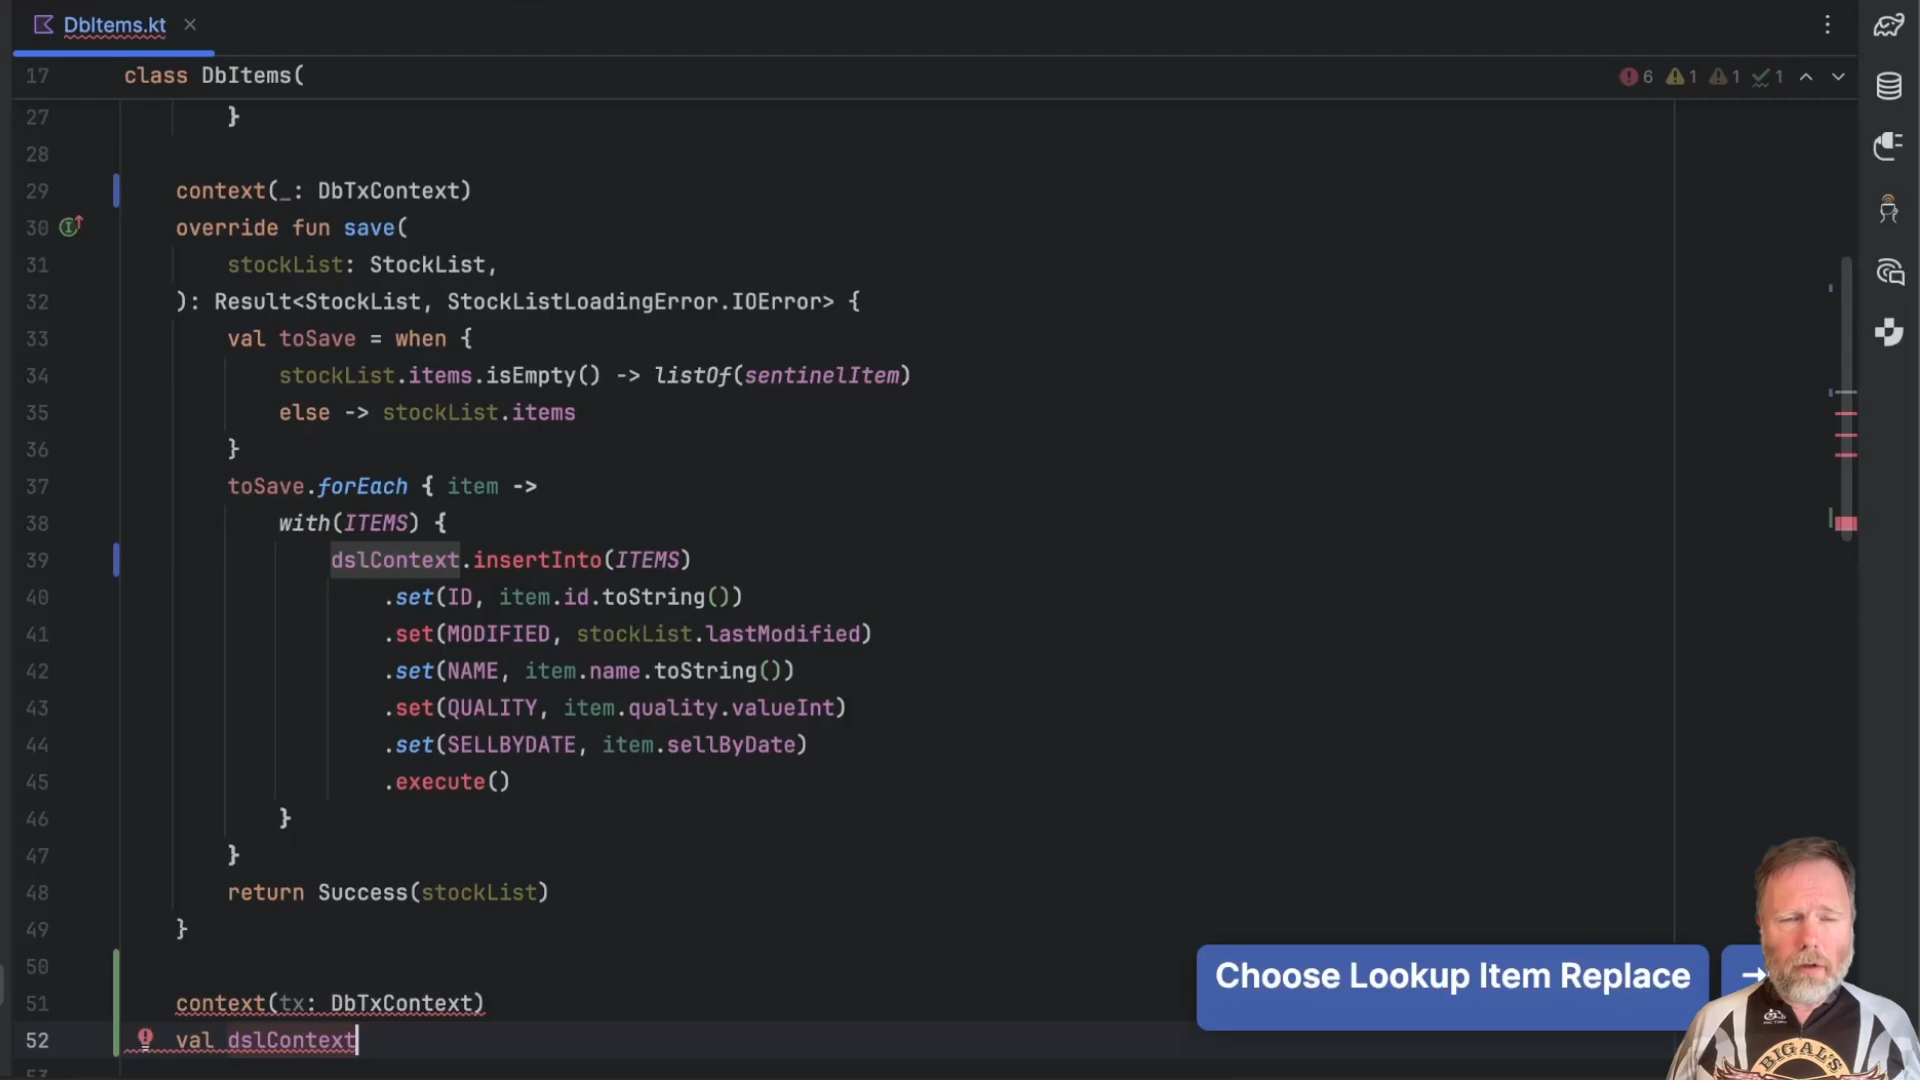 DbItems.kt
17 class DbItems(
6 1 1 1
27 }
28
29 context(_: DbTxContext)
30 override fun save(
31 stockList: StockList,
32 ): Result<StockList, StockListLoadingError.IOError> {
33 val toSave = when {
34 stockList.items.isEmpty() -> listOf(sentinelItem)
35 else -> stockList.items
36 }
37 toSave.forEach { item ->
38 with(ITEMS) {
39 dslContext.insertInto(ITEMS)
40 .set(ID, item.id.toString())
41 .set(MODIFIED, stockList.lastModified)
42 .set(NAME, item.name.toString())
43 .set(QUALITY, item.quality.valueInt)
44 .set(SELLBYDATE, item.sellByDate)
45 .execute()
46 }
47 }
48 return Success(stockList)
49 }
50
51 context(tx: DbTxContext)
52 val dslContext
53
Choose Lookup Item Replace
BIGAL'S